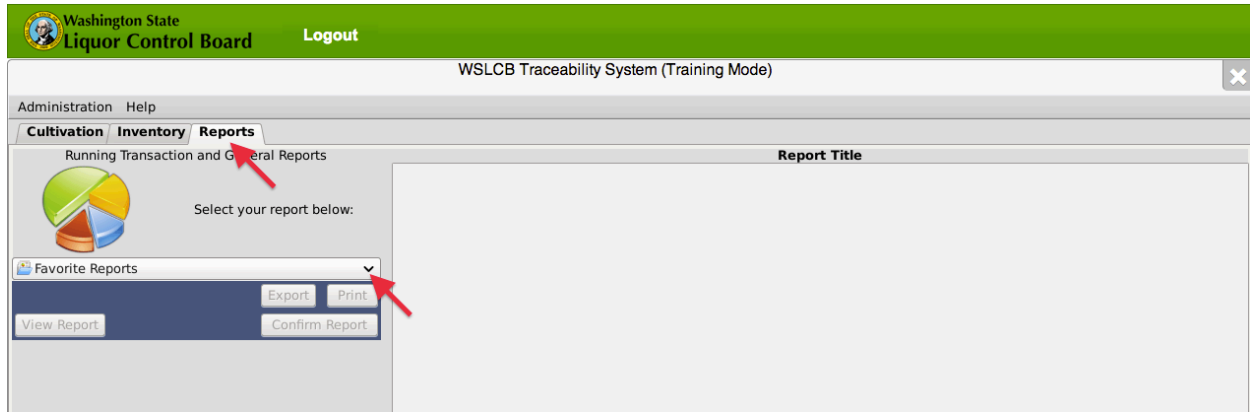 Washington State
Liquor Control Board
Logout
WSLCB Traceability System (Training Mode)
Administration Help
Cultivation Inventory Reports
Running Transaction and General Reports
Report Title
Select your report below:
Favorite Reports
Export Print
View Report Confirm Report